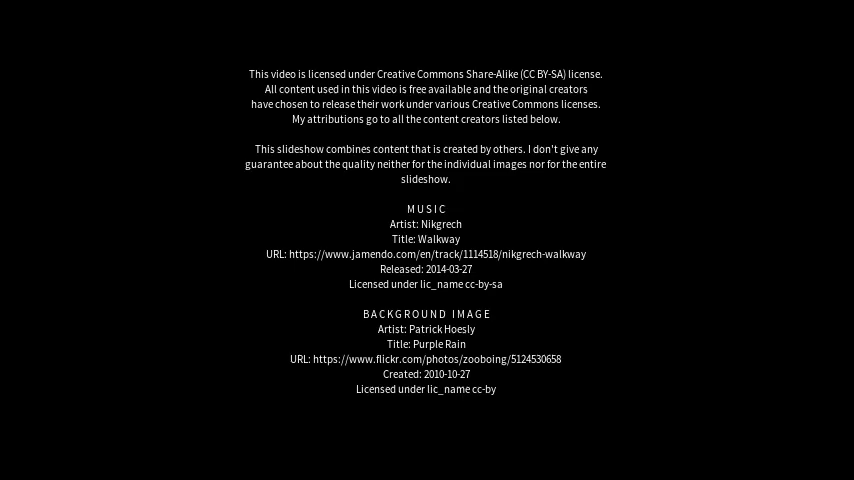 This video is licensed under Creative Commons Share-Alike (CC BY-SA) license.
All content used in this video is free available and the original creators
have chosen to release their work under various Creative Commons licenses.
My attributions go to all the content creators listed below.
This slideshow combines content that is created by others. I don't give any
guarantee about the quality neither for the individual images nor for the entire
slideshow.
MUSIC
Artist: Nikgrech
Title: Walkway
URL: https://www.jamendo.com/en/track/1114518/nikgrech-walkway
Released: 2014-03-27
Licensed under lic_name cc-by-sa
BACKGROUND IMAGE
Artist: Patrick Hoesly
Title: Purple Rain
URL: https://www.flickr.com/photos/zooboing/5124530658
Created: 2010-10-27
Licensed under lic_name cc-by